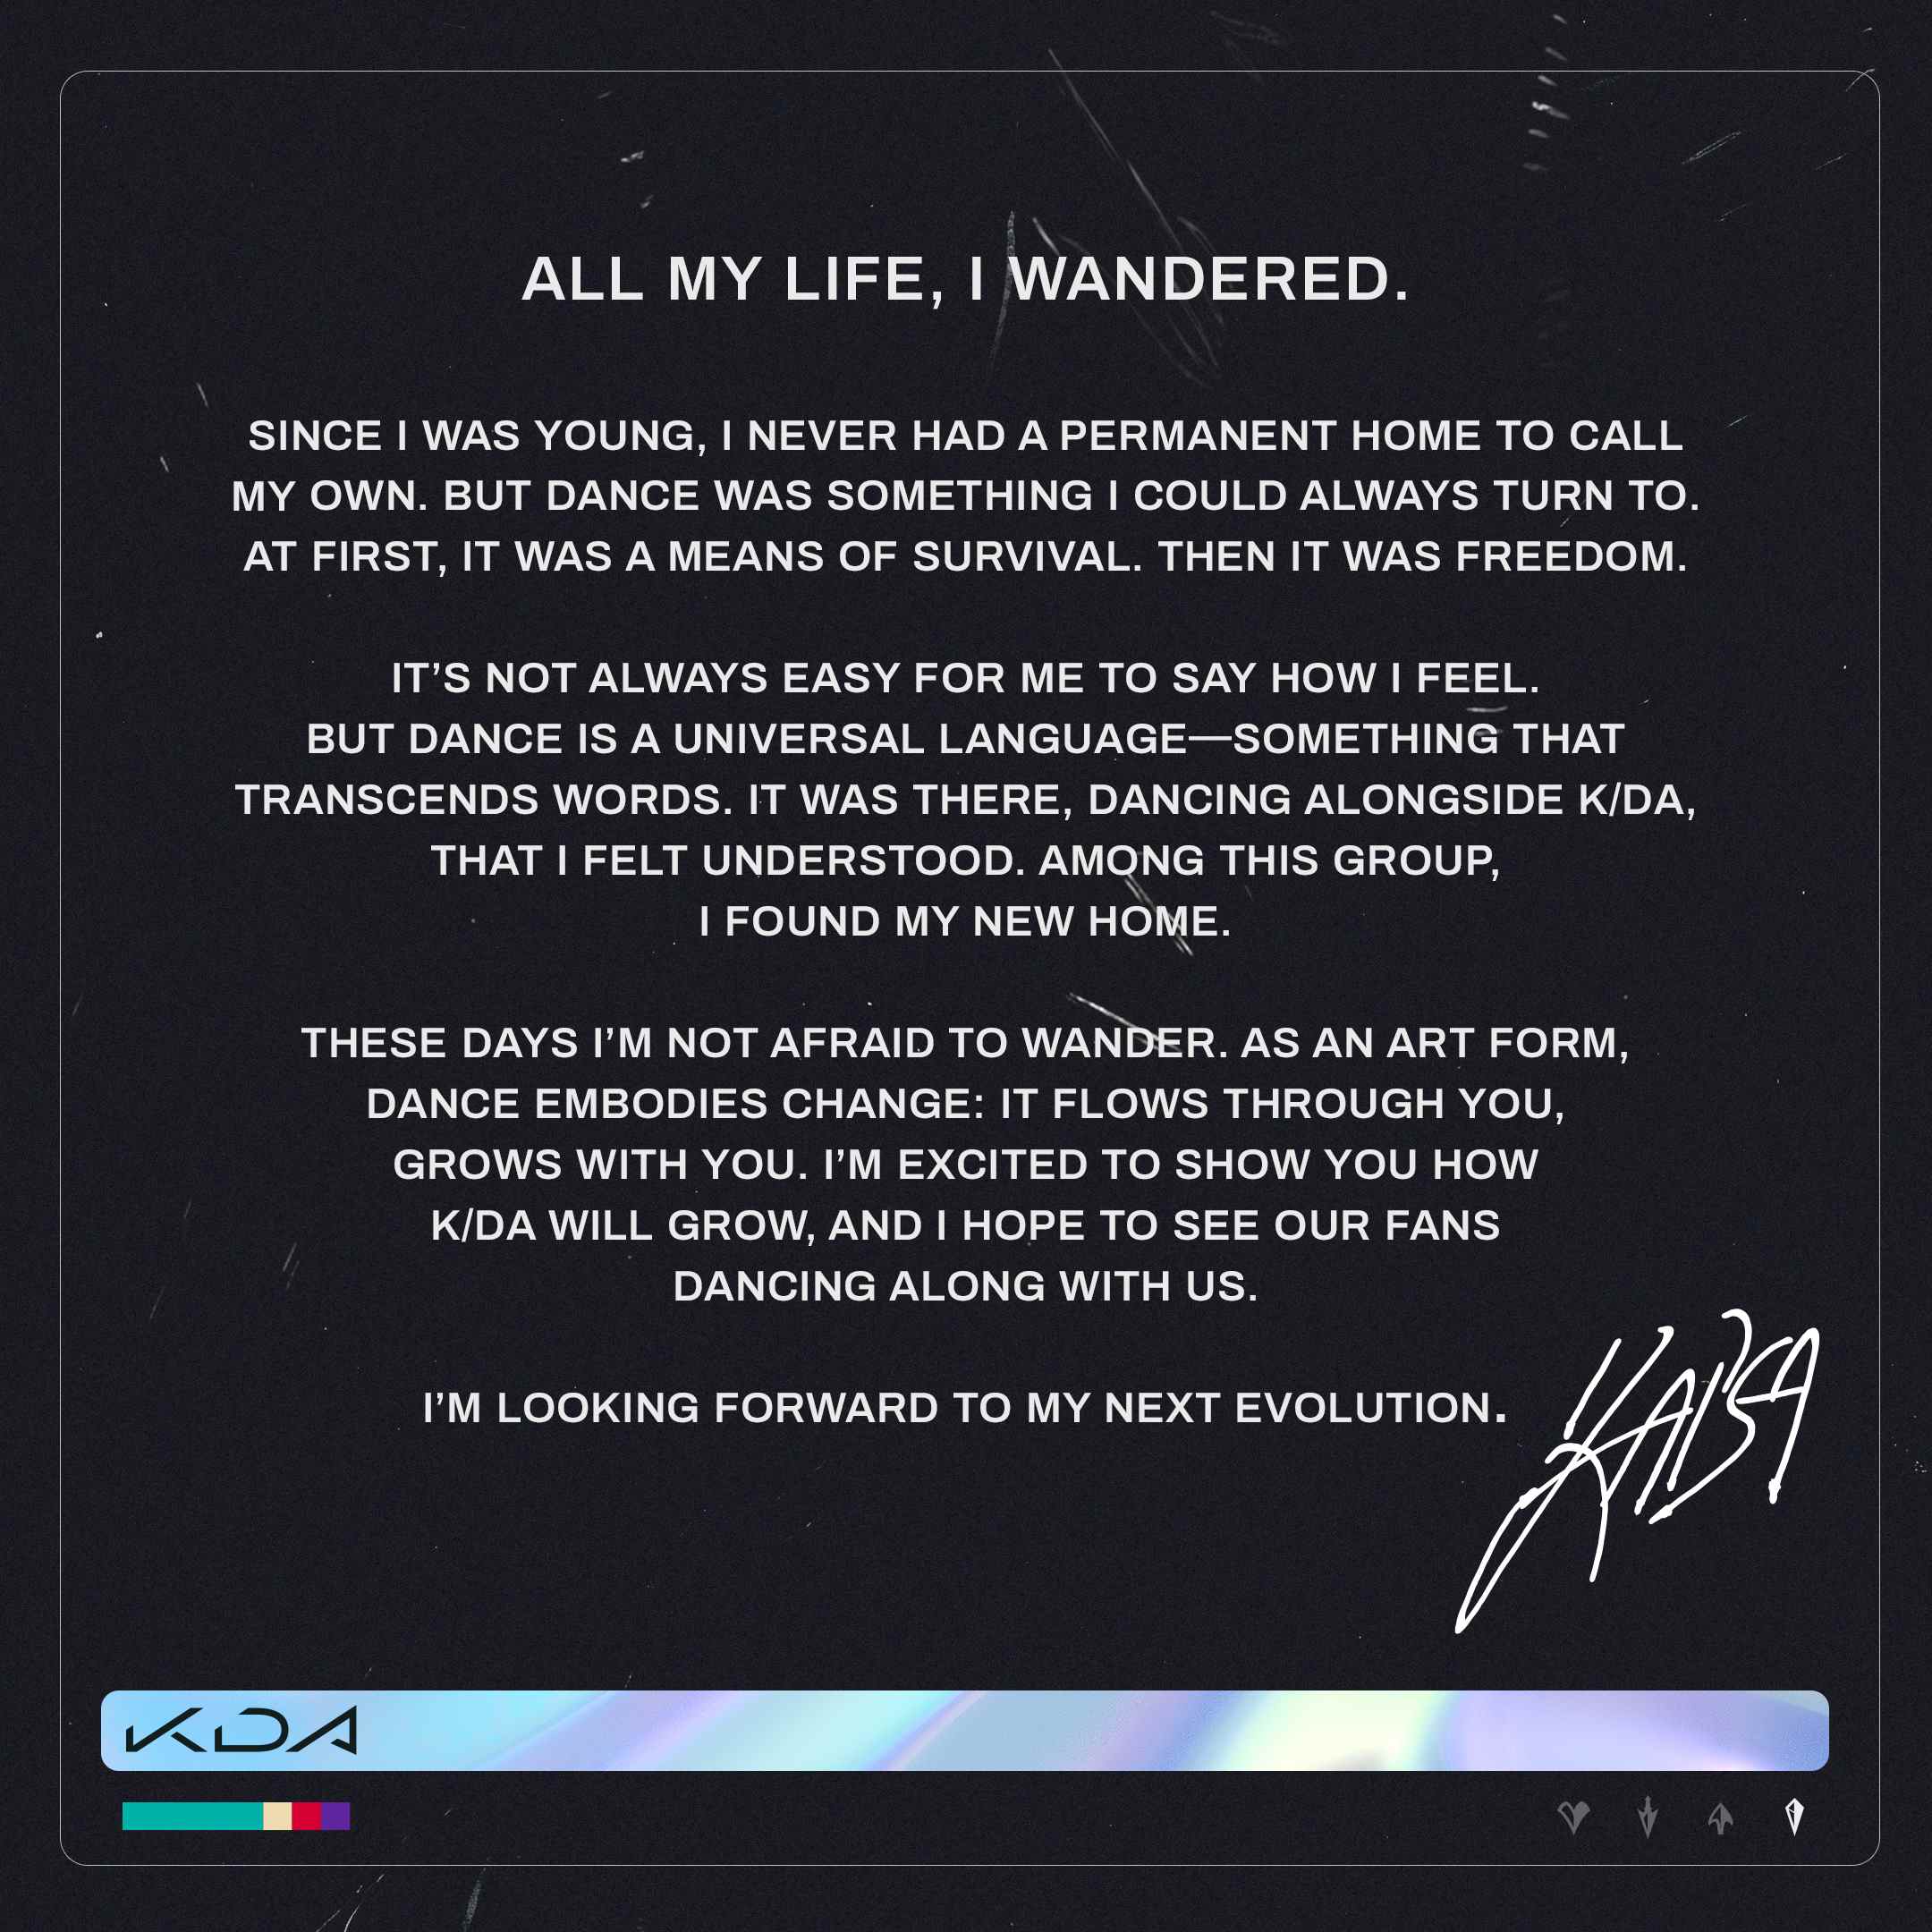 ALL MY LIFE, I WANDERED.
SINCE I WAS YOUNG, I NEVER HAD A PERMANENT HOME TO CALL
MY OWN. BUT DANCE WAS SOMETHING I COULD ALWAYS TURN TO.
AT FIRST, IT WAS A MEANS OF SURVIVAL. THEN IT WAS FREEDOM.
IT’S NOT ALWAYS EASY FOR ME TO SAY HOW I FEEL.
BUT DANCE IS A UNIVERSAL LANGUAGE—SOMETHING THAT
TRANSCENDS WORDS. IT WAS THERE, DANCING ALONGSIDE K/DA,
THAT I FELT UNDERSTOOD. AMONG THIS GROUP,
I FOUND MY NEW HOME.
THESE DAYS I’M NOT AFRAID TO WANDER. AS AN ART FORM,
DANCE EMBODIES CHANGE: IT FLOWS THROUGH YOU,
GROWS WITH YOU. I’M EXCITED TO SHOW YOU HOW
K/DA WILL GROW, AND I HOPE TO SEE OUR FANS
DANCING ALONG WITH US.
I’M LOOKING FORWARD TO MY NEXT EVOLUTION.
KAI'SA
KDA